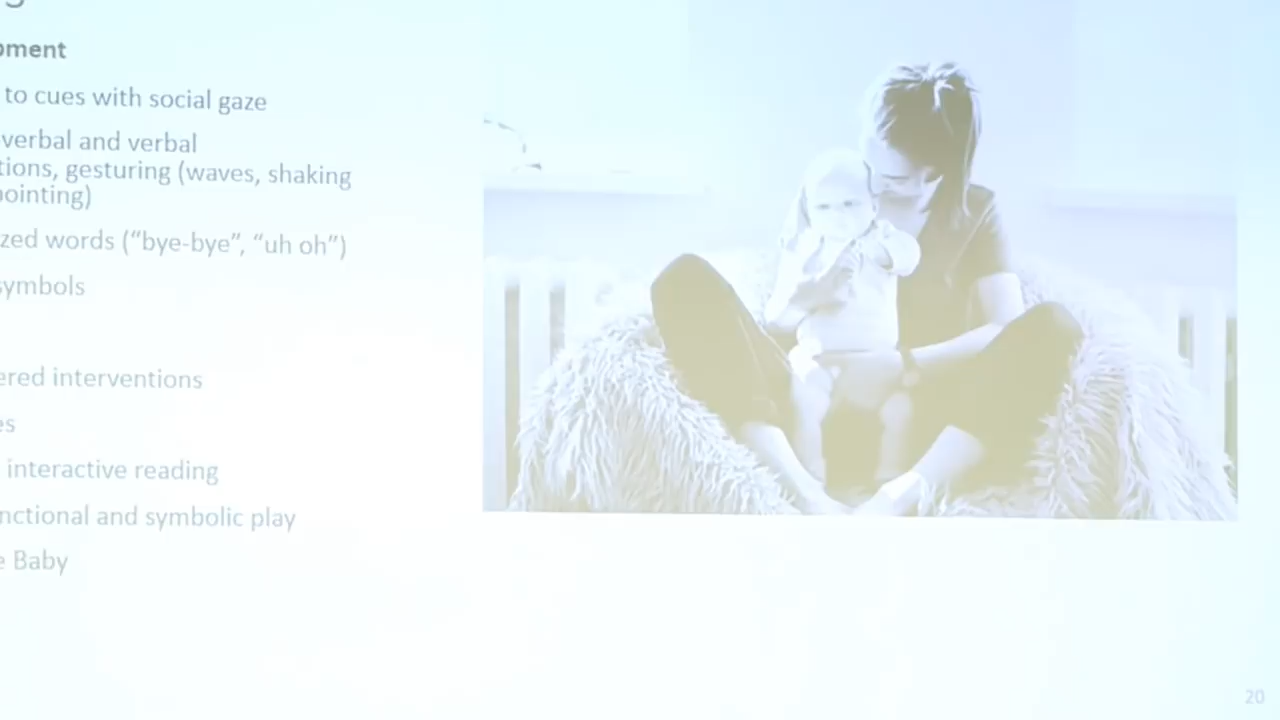 g
pment
to cues with social gaze
verbal and verbal
tions, gesturing (waves, shaking
pointing)
zed words (“bye-bye”, “uh oh”)
symbols
ered interventions
es
interactive reading
nctional and symbolic play
e Baby
20